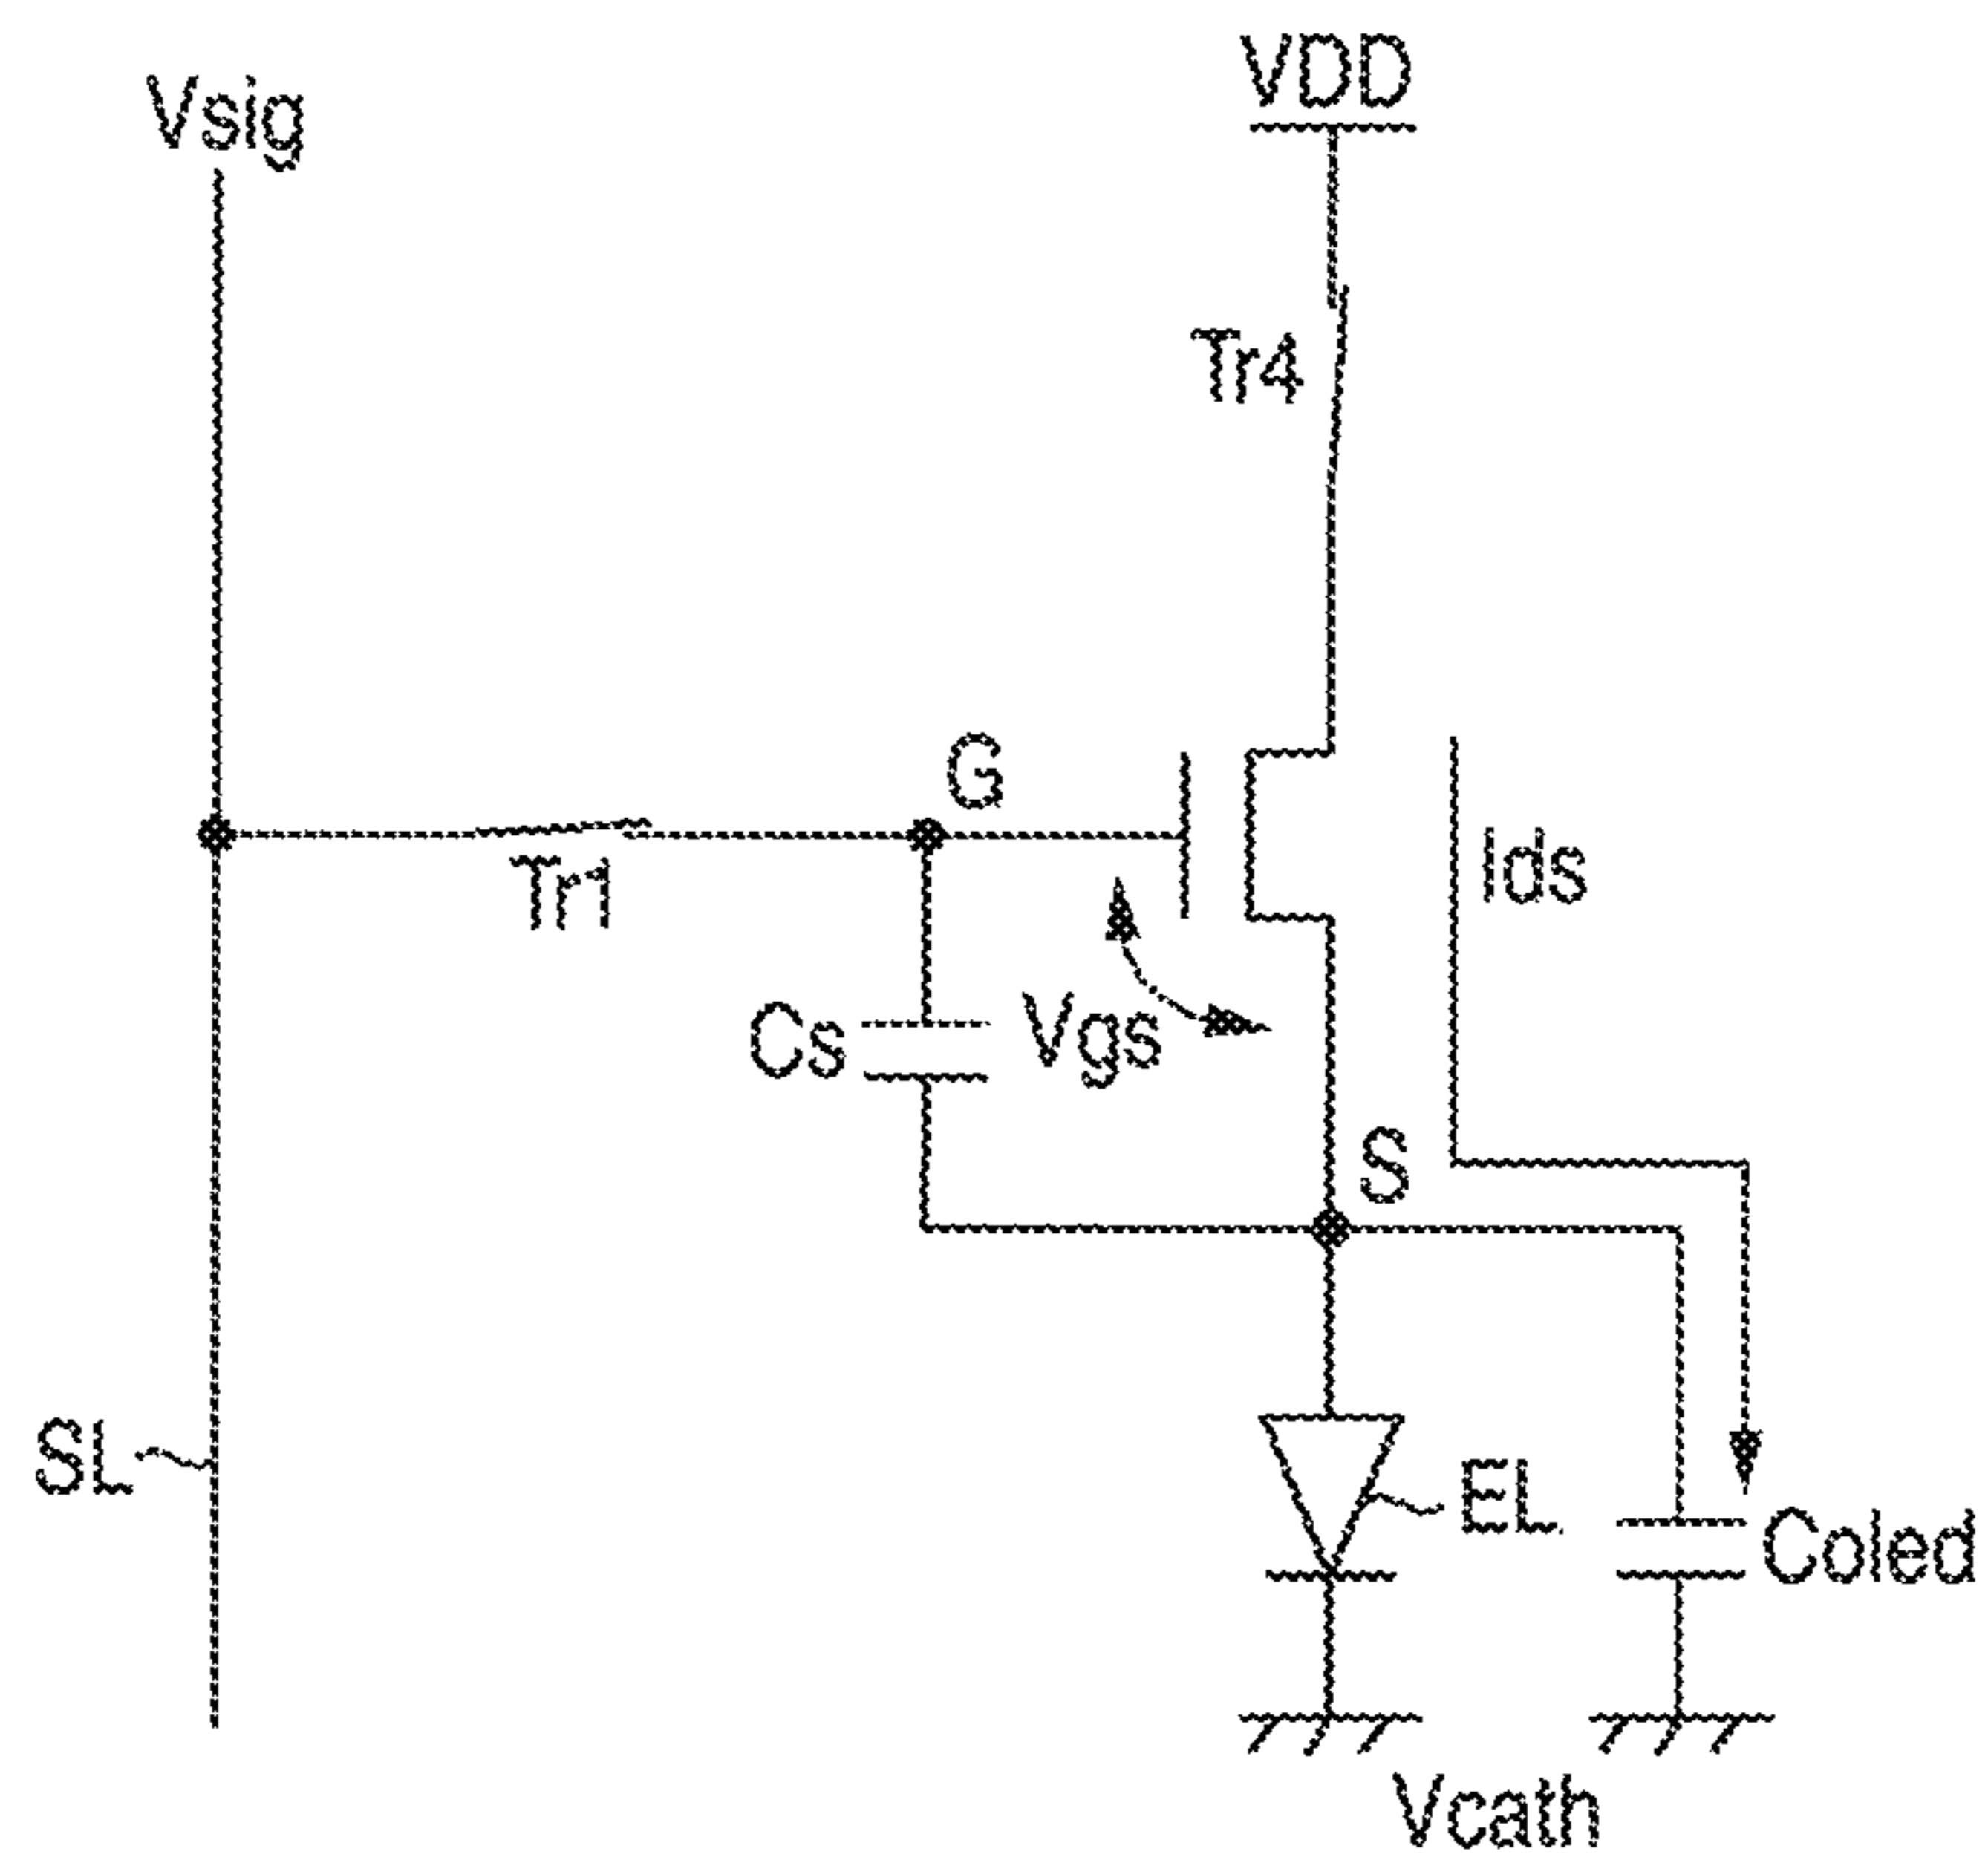 VDD
Vsig
Tr4
G
Ids
Tr1
Cs
Vgs
S
SL
EL
Coled
Vcath